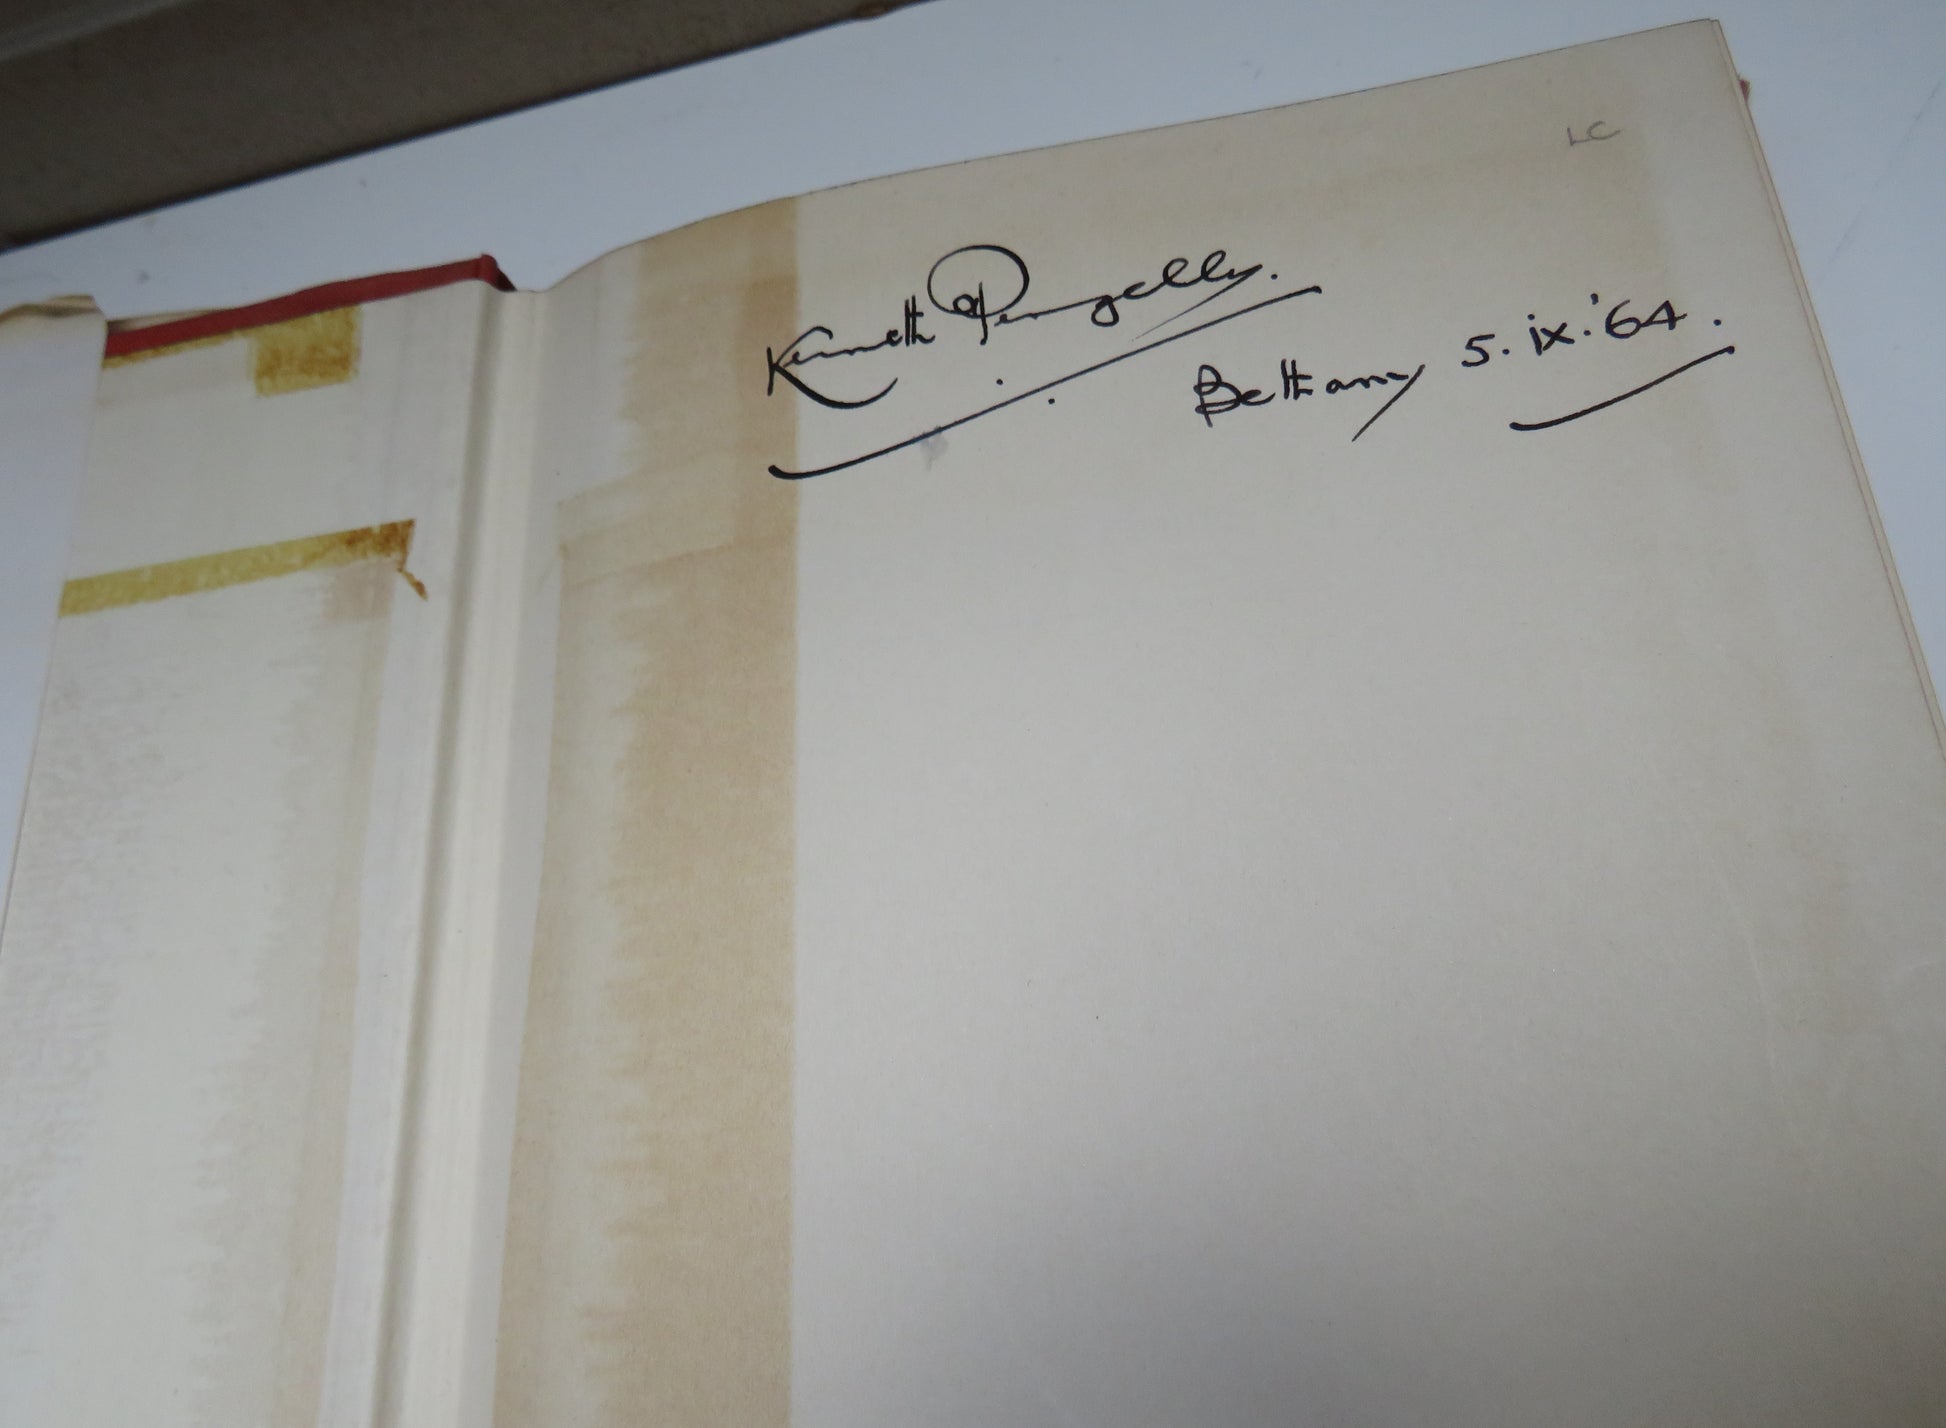 LC
Kenneth Pengelly.
Bethany 5.ix.'64.